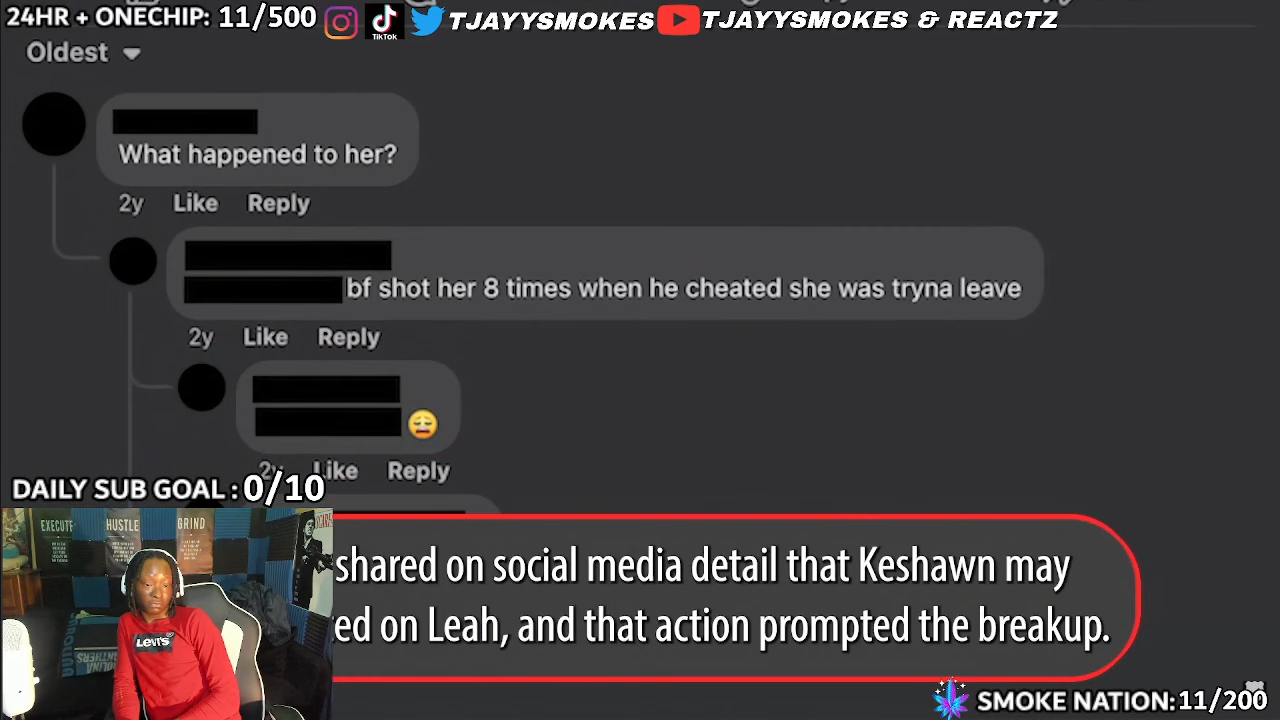 24HR + ONECHIP: 11/500 TikTok TJAYYSMOKES TJAYYSMOKES & REACTZ
Oldest
What happened to her?
2y Like Reply
bf shot her 8 times when he cheated she was tryna leave
2y Like Reply
2y Like Reply
DAILY SUB GOAL : 0/10
EXECUTE HUSTLE GRIND
shared on social media detail that Keshawn may
ed on Leah, and that action prompted the breakup.
Levi's
SMOKE NATION: 11/200